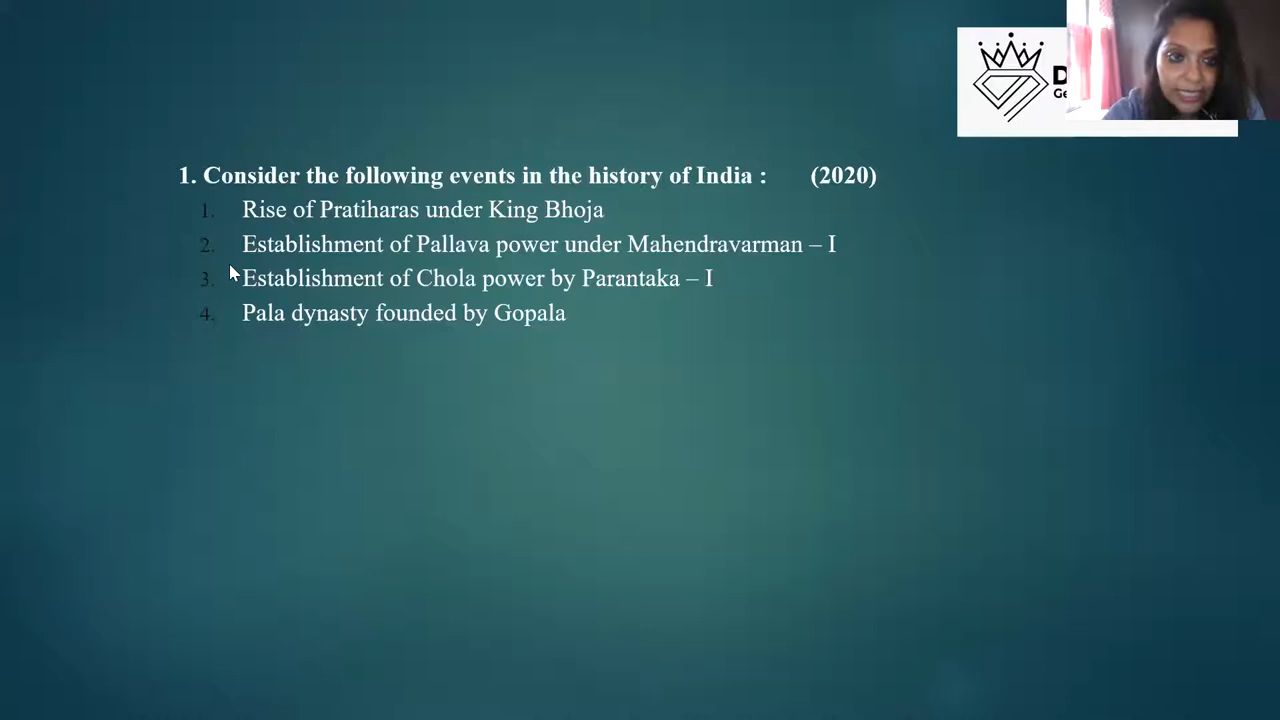 1. Consider the following events in the history of India : (2020)
1. Rise of Pratiharas under King Bhoja
2. Establishment of Pallava power under Mahendravarman – I
3. Establishment of Chola power by Parantaka – I
4. Pala dynasty founded by Gopala